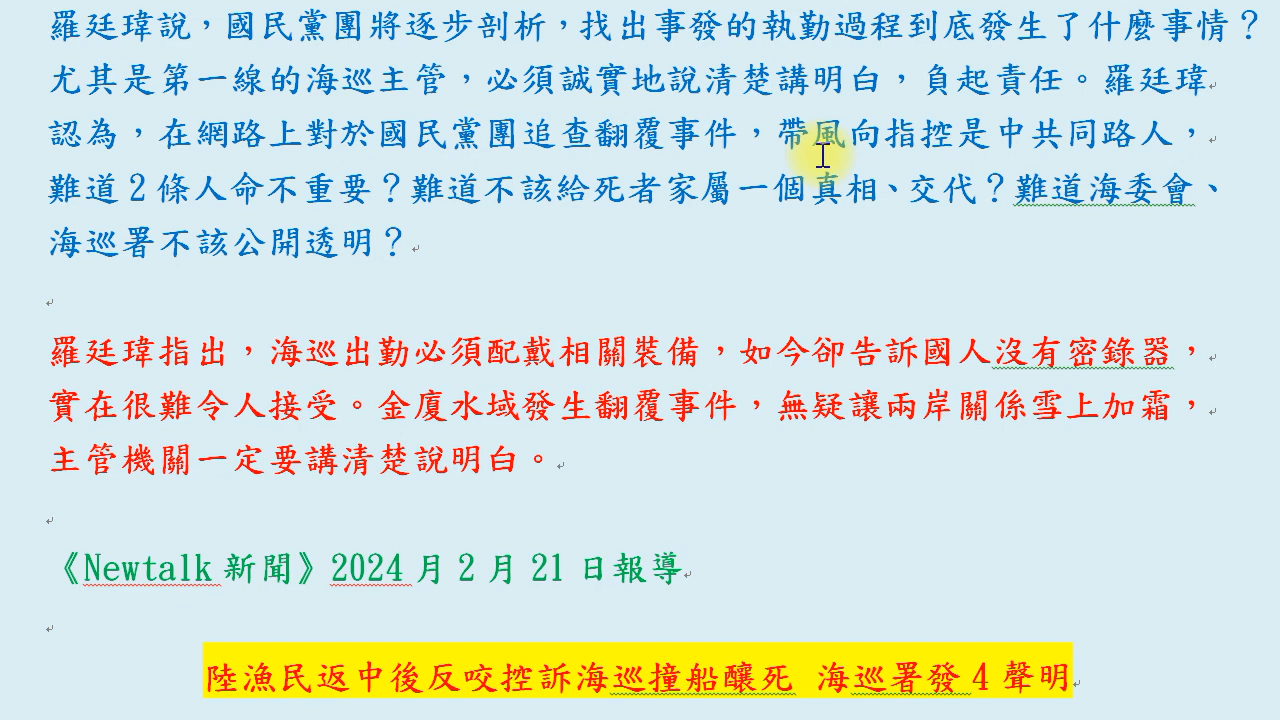 羅廷瑋說，國民黨團將逐步剖析，找出事發的執勤過程到底發生了什麼事情？
尤其是第一線的海巡主管，必須誠實地說清楚講明白，負起責任。羅廷瑋
認為，在網路上對於國民黨團追查翻覆事件，帶風向指控是中共同路人，
難道2條人命不重要？難道不該給死者家屬一個真相、交代？難道海委會、
海巡署不該公開透明？
羅廷瑋指出，海巡出勤必須配戴相關裝備，如今卻告訴國人沒有密錄器，
實在很難令人接受。金廈水域發生翻覆事件，無疑讓兩岸關係雪上加霜，
主管機關一定要講清楚說明白。
《Newtalk新聞》2024月2月21日報導
陸漁民返中後反咬控訴海巡撞船釀死 海巡署發4聲明